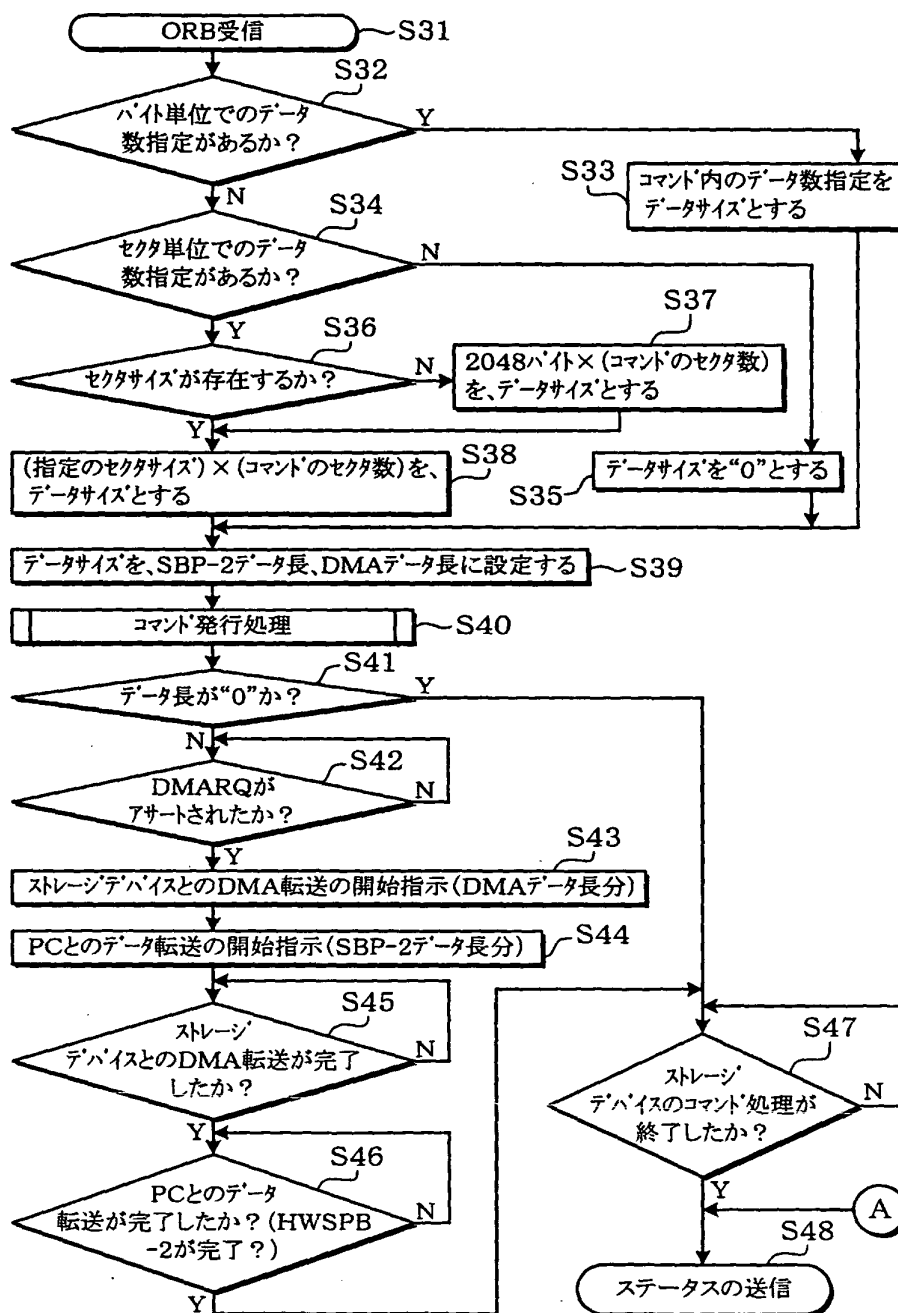 ORB受信
S31
S32
バイト単位でのデータ
数指定があるか？
Y
N
S33
コマンド内のデータ数指定を
データサイズとする
S34
セクタ単位でのデータ
数指定があるか？
N
Y
S36
セクタサイズが存在するか？
N
Y
S37
2048バイト×(コマンドのセクタ数)
を、データサイズとする
(指定のセクタサイズ)×(コマンドのセクタ数)を、
データサイズとする
S38
データサイズを“0”とする
S35
データサイズを、SBP-2データ長、DMAデータ長に設定する
S39
コマンド発行処理
S40
S41
データ長が“0”か？
Y
N
S42
DMARQが
アサートされたか？
N
Y
S43
ストレージデバイスとのDMA転送の開始指示(DMAデータ長分)
PCとのデータ転送の開始指示(SBP-2データ長分)
S44
S45
ストレージ
デバイスとのDMA転送が完了
したか？
N
Y
S46
PCとのデータ
転送が完了したか？(HWSPB
-2が完了？)
N
Y
S47
ストレージ
デバイスのコマンド処理が
終了したか？
N
Y
A
S48
ステータスの送信